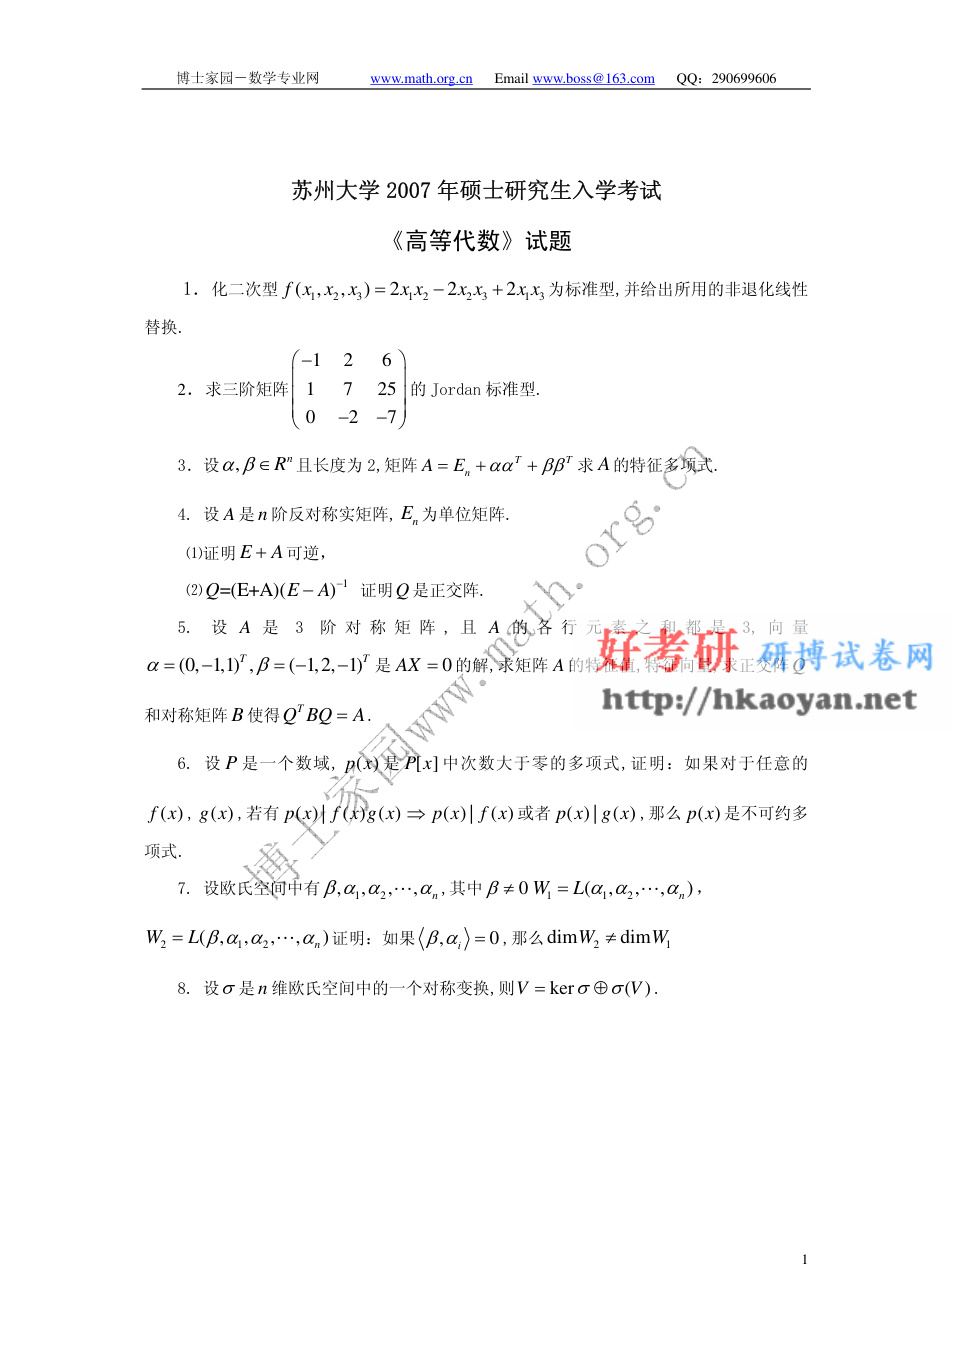 博士家园－数学专业网 www.math.org.cn Email www.boss@163.com QQ：290699606
苏州大学 2007 年硕士研究生入学考试
《高等代数》试题
1．化二次型 f(x₁,x₂,x₃)=2x₁x₂−2x₂x₃+2x₁x₃ 为标准型,并给出所用的非退化线性
替换.
−1 2 6
2．求三阶矩阵 1 7 25 的 Jordan 标准型.
0 −2 −7
3．设 α,β∈Rⁿ 且长度为 2,矩阵 A=Eₙ+ααᵀ+ββᵀ 求 A 的特征多项式.
4. 设 A 是 n 阶反对称实矩阵, Eₙ 为单位矩阵.
⑴证明 E+A 可逆,
⑵ Q=(E+A)(E−A)⁻¹ 证明 Q 是正交阵.
5. 设 A 是 3 阶对称矩阵,且 A 的各行元素之和都是 3,向量
α=(0,−1,1)ᵀ,β=(−1,2,−1)ᵀ 是 AX=0 的解,求矩阵 A 的特征值,特征向量,求正交阵 Q
和对称矩阵 B 使得 QᵀBQ=A.
6. 设 P 是一个数域, p(x) 是 P[x] 中次数大于零的多项式,证明：如果对于任意的
f(x), g(x),若有 p(x)|f(x)g(x)⇒p(x)|f(x) 或者 p(x)|g(x),那么 p(x) 是不可约多
项式.
7. 设欧氏空间中有 β,α₁,α₂,⋯,αₙ,其中 β≠0 W₁=L(α₁,α₂,⋯,αₙ),
W₂=L(β,α₁,α₂,⋯,αₙ) 证明：如果⟨β,αᵢ⟩=0,那么 dimW₂≠dimW₁
8. 设 σ 是 n 维欧氏空间中的一个对称变换,则 V=kerσ⊕σ(V).
博士家园www.math.org.cn
好考研 研博试卷网
http://hkaoyan.net
1